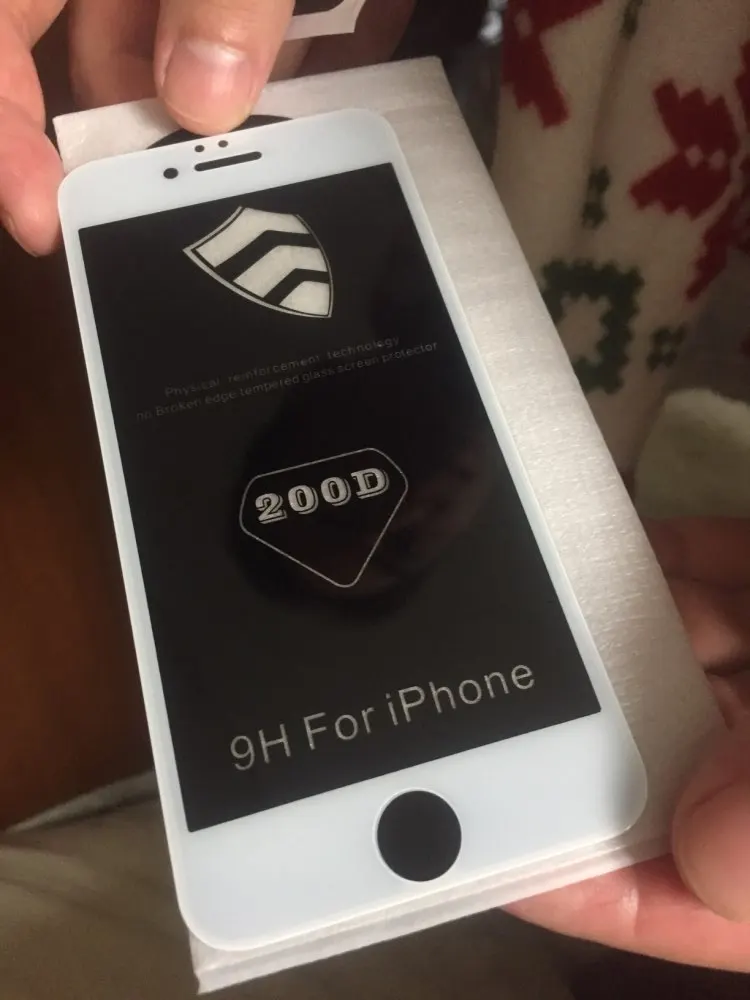 Physical reinforcement technology
no Broken edge tempered glass screen protector
200D
9H For iPhone